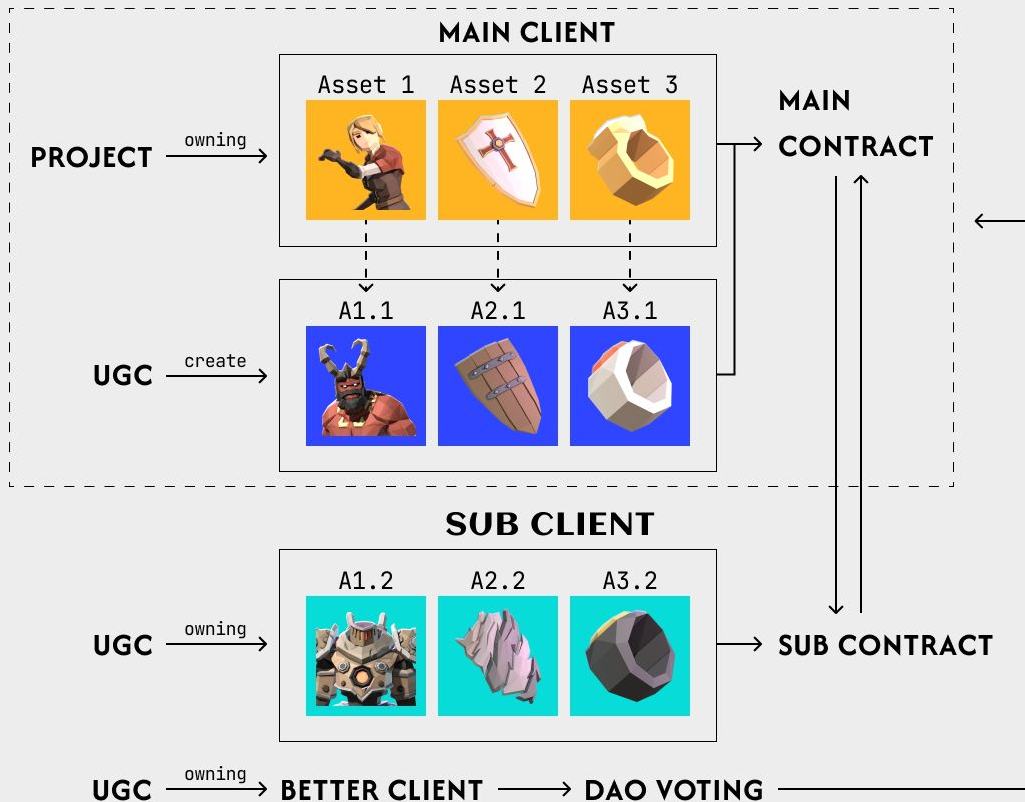 MAIN CLIENT
Asset 1 Asset 2 Asset 3
MAIN
CONTRACT
PROJECT owning
A1.1 A2.1 A3.1
UGC create
SUB CLIENT
A1.2 A2.2 A3.2
UGC owning
SUB CONTRACT
UGC owning BETTER CLIENT DAO VOTING